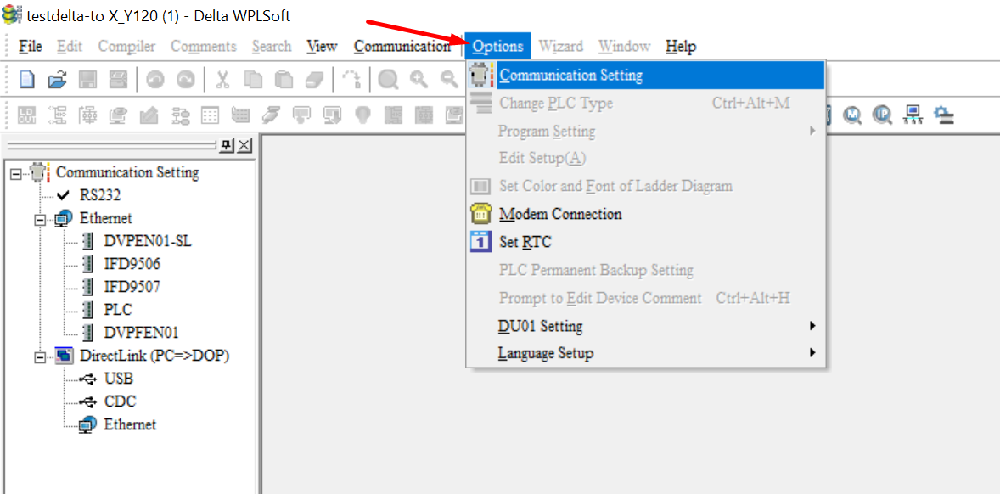 testdelta-to X_Y120 (1) - Delta WPLSoft
File Edit Compiler Comments Search View Communication Options Wizard Window Help
Communication Setting
Change PLC Type Ctrl+Alt+M
Program Setting
Edit Setup(A)
Set Color and Font of Ladder Diagram
Modem Connection
1 Set RTC
PLC Permanent Backup Setting
Prompt to Edit Device Comment Ctrl+Alt+H
DU01 Setting
Language Setup
Communication Setting
RS232
Ethernet
DVPEN01-SL
IFD9506
IFD9507
PLC
DVPFEN01
DirectLink (PC=>DOP)
USB
CDC
Ethernet